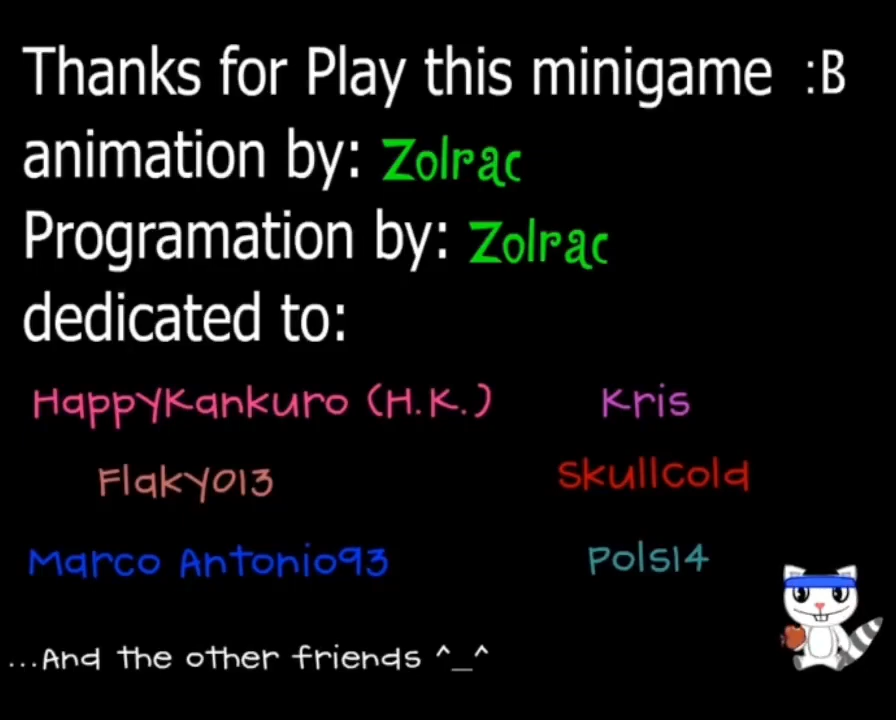 Thanks for Play this minigame :B
animation by: Zolrac
Programation by: Zolrac
dedicated to:
HappyKankuro (H.K.) Kris
Flaky013 Skullcold
Marco Antonio93 Pols14
...And the other friends ^_^